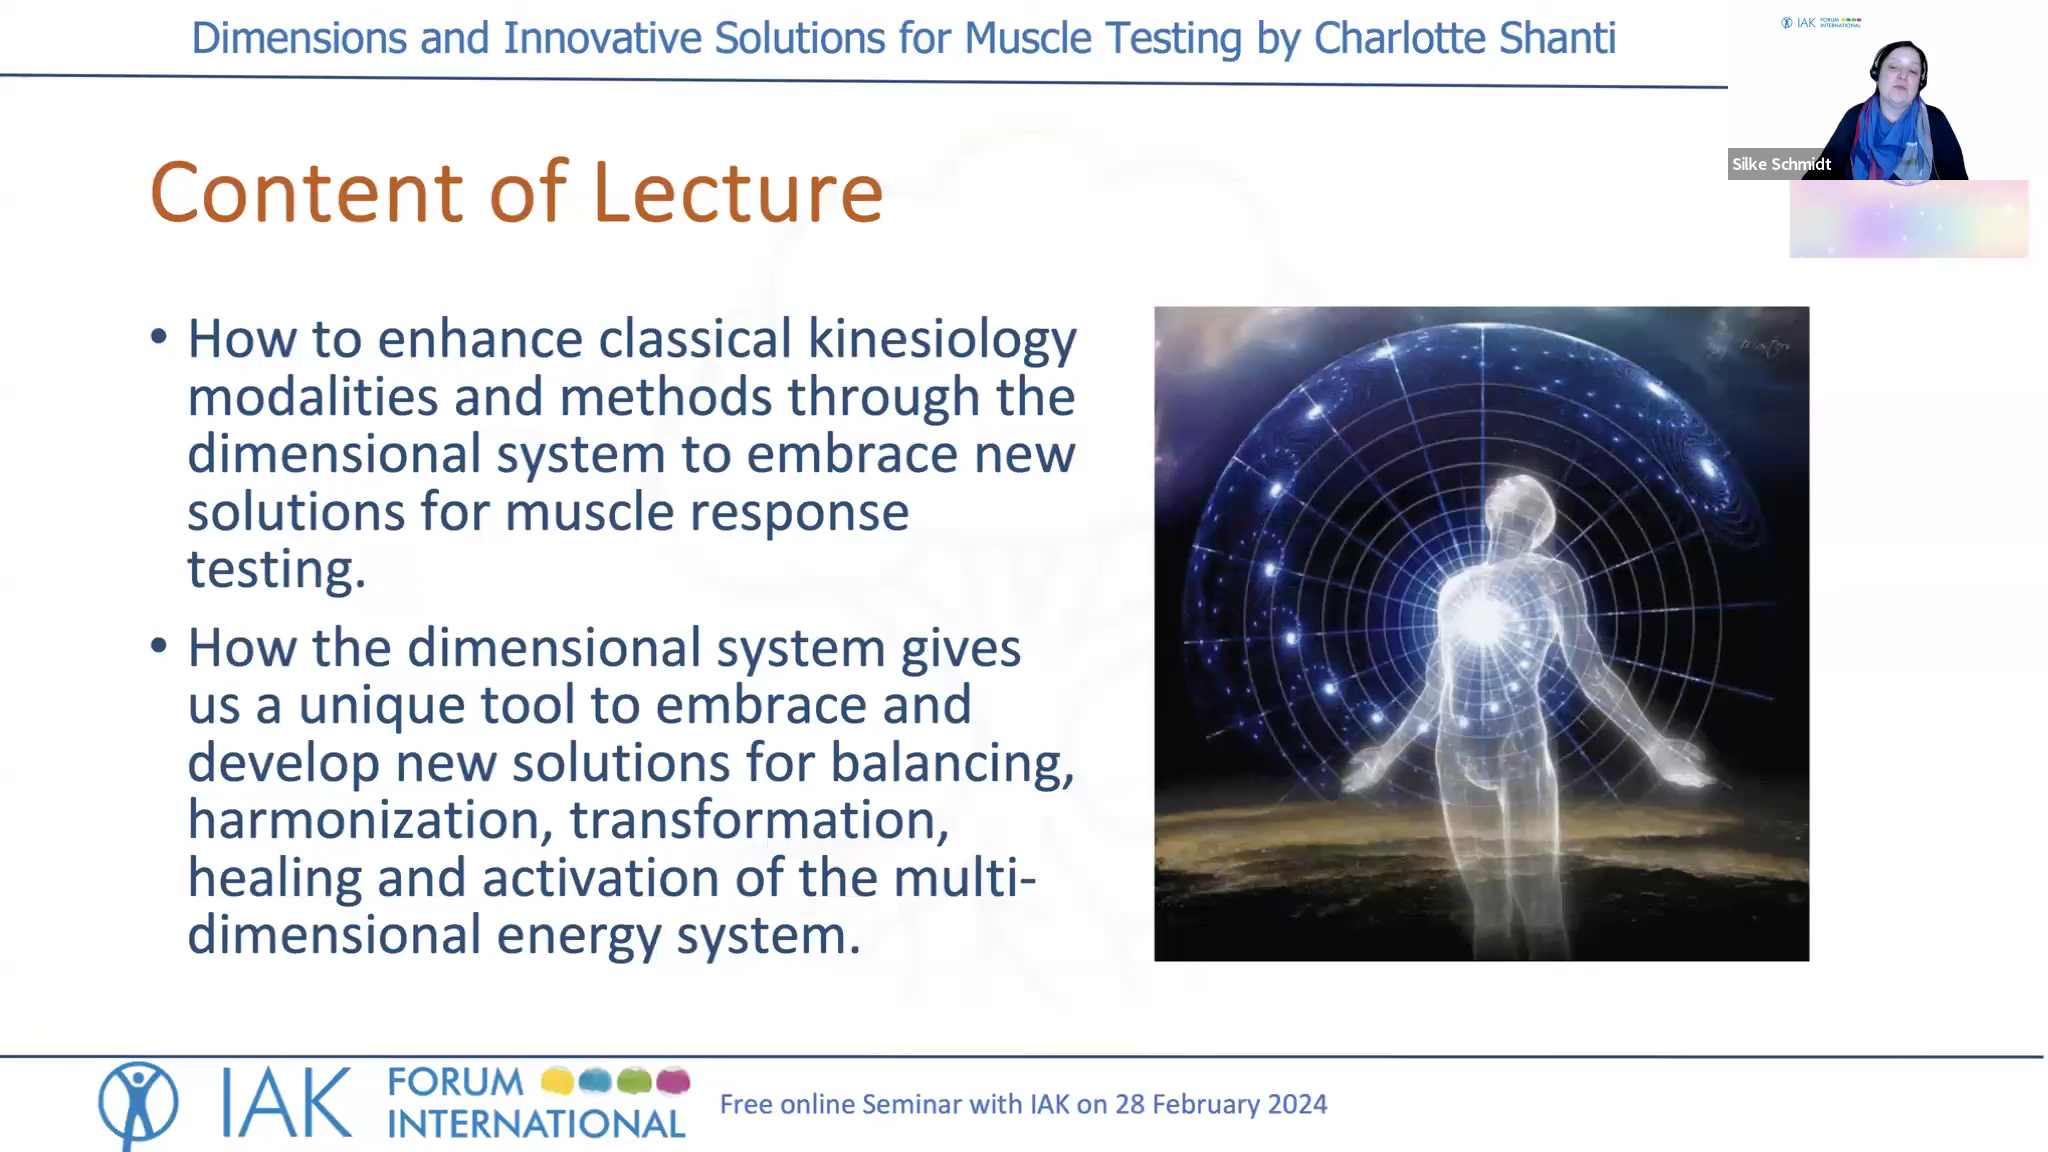 Dimensions and Innovative Solutions for Muscle Testing by Charlotte Shanti
IAK FORUM INTERNATIONAL
Silke Schmidt
Content of Lecture
• How to enhance classical kinesiology
modalities and methods through the
dimensional system to embrace new
solutions for muscle response
testing.
• How the dimensional system gives
us a unique tool to embrace and
develop new solutions for balancing,
harmonization, transformation,
healing and activation of the multi-
dimensional energy system.
IAK FORUM
INTERNATIONAL
Free online Seminar with IAK on 28 February 2024